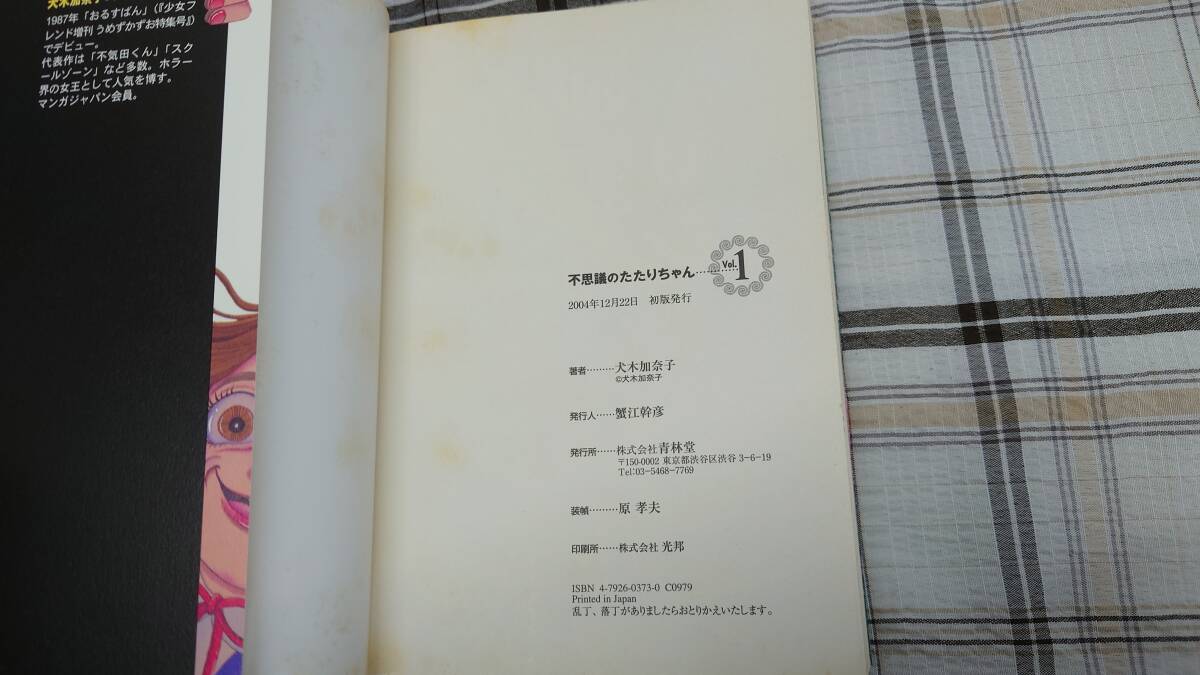 1987年「おるすばん」(『少女フ
レンド増刊 うめずかずお特集号』)
でデビュー。
代表作は「不気田くん」「スク
ールゾーン」など多数。ホラー
界の女王として人気を博す。
マンガジャパン会員。
不思議のたたりちゃん………… Vol.1
2004年12月22日 初版発行
著者………犬木加奈子
©犬木加奈子
発行人……蟹江幹彦
発行所……株式会社青林堂
〒150-0002 東京都渋谷区渋谷 3-6-19
Tel:03-5468-7769
装幀………原 孝夫
印刷所……株式会社 光邦
ISBN 4-7926-0373-0 C0979
Printed in Japan
乱丁、落丁がありましたらおとりかえいたします。